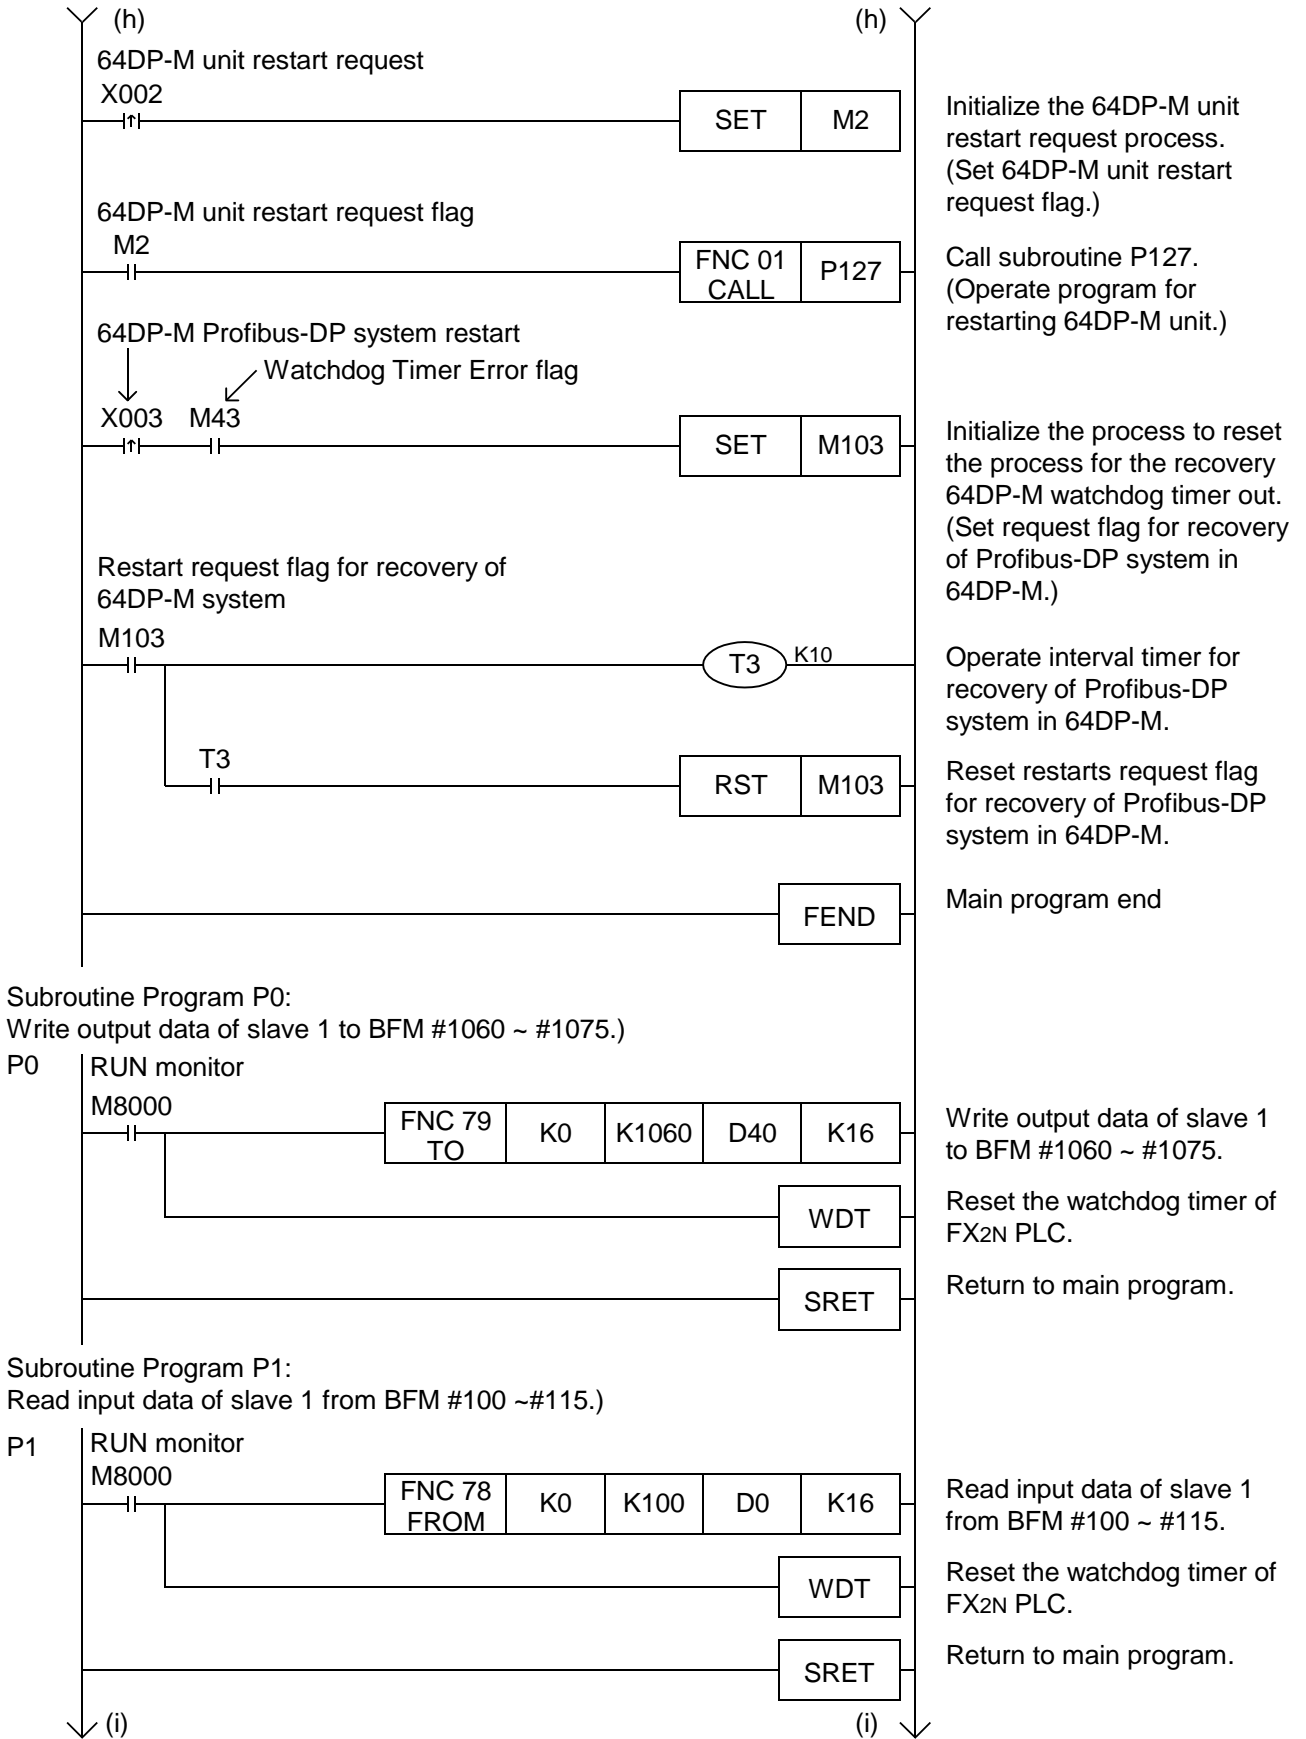 (h) (h)
64DP-M unit restart request
X002
SET M2
Initialize the 64DP-M unit
restart request process.
(Set 64DP-M unit restart
request flag.)
64DP-M unit restart request flag
M2
FNC 01
CALL
P127
Call subroutine P127.
(Operate program for
restarting 64DP-M unit.)
64DP-M Profibus-DP system restart
Watchdog Timer Error flag
X003 M43
SET M103
Initialize the process to reset
the process for the recovery
64DP-M watchdog timer out.
(Set request flag for recovery
of Profibus-DP system in
64DP-M.)
Restart request flag for recovery of
64DP-M system
M103
T3 K10
Operate interval timer for
recovery of Profibus-DP
system in 64DP-M.
T3
RST M103
Reset restarts request flag
for recovery of Profibus-DP
system in 64DP-M.
FEND
Main program end
Subroutine Program P0:
Write output data of slave 1 to BFM #1060 ~ #1075.)
P0
RUN monitor
M8000
FNC 79
TO
K0 K1060 D40 K16
Write output data of slave 1
to BFM #1060 ~ #1075.
WDT
Reset the watchdog timer of
FX2N PLC.
SRET
Return to main program.
Subroutine Program P1:
Read input data of slave 1 from BFM #100 ~#115.)
P1
RUN monitor
M8000
FNC 78
FROM
K0 K100 D0 K16
Read input data of slave 1
from BFM #100 ~ #115.
WDT
Reset the watchdog timer of
FX2N PLC.
SRET
Return to main program.
(i) (i)